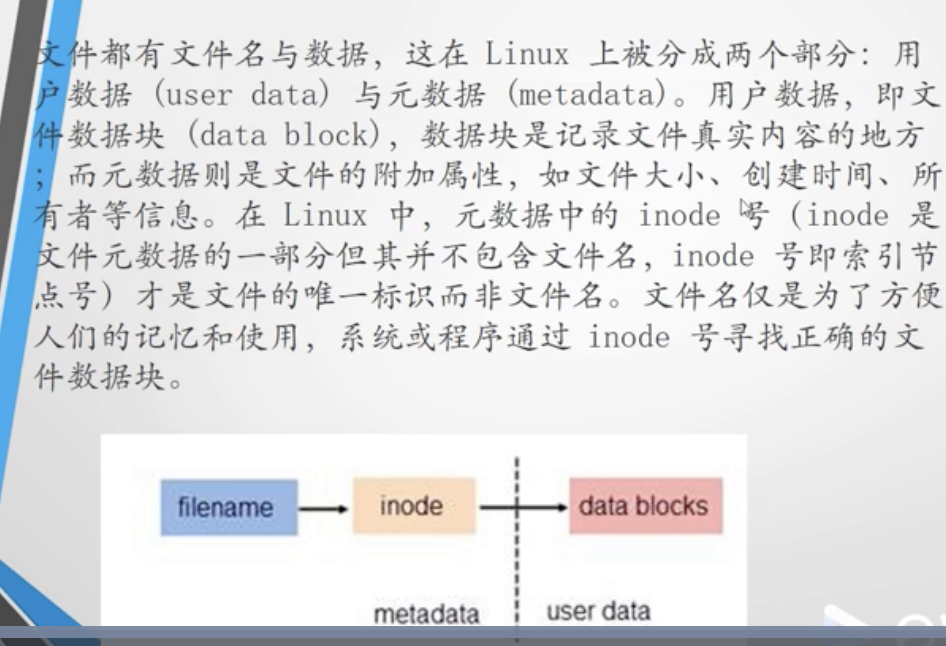 文件都有文件名与数据，这在 Linux 上被分成两个部分：用
户数据 (user data) 与元数据 (metadata)。用户数据，即文
件数据块 (data block)，数据块是记录文件真实内容的地方
；而元数据则是文件的附加属性，如文件大小、创建时间、所
有者等信息。在 Linux 中，元数据中的 inode 号（inode 是
文件元数据的一部分但其并不包含文件名，inode 号即索引节
点号）才是文件的唯一标识而非文件名。文件名仅是为了方便
人们的记忆和使用，系统或程序通过 inode 号寻找正确的文
件数据块。
filename
inode
data blocks
metadata
user data